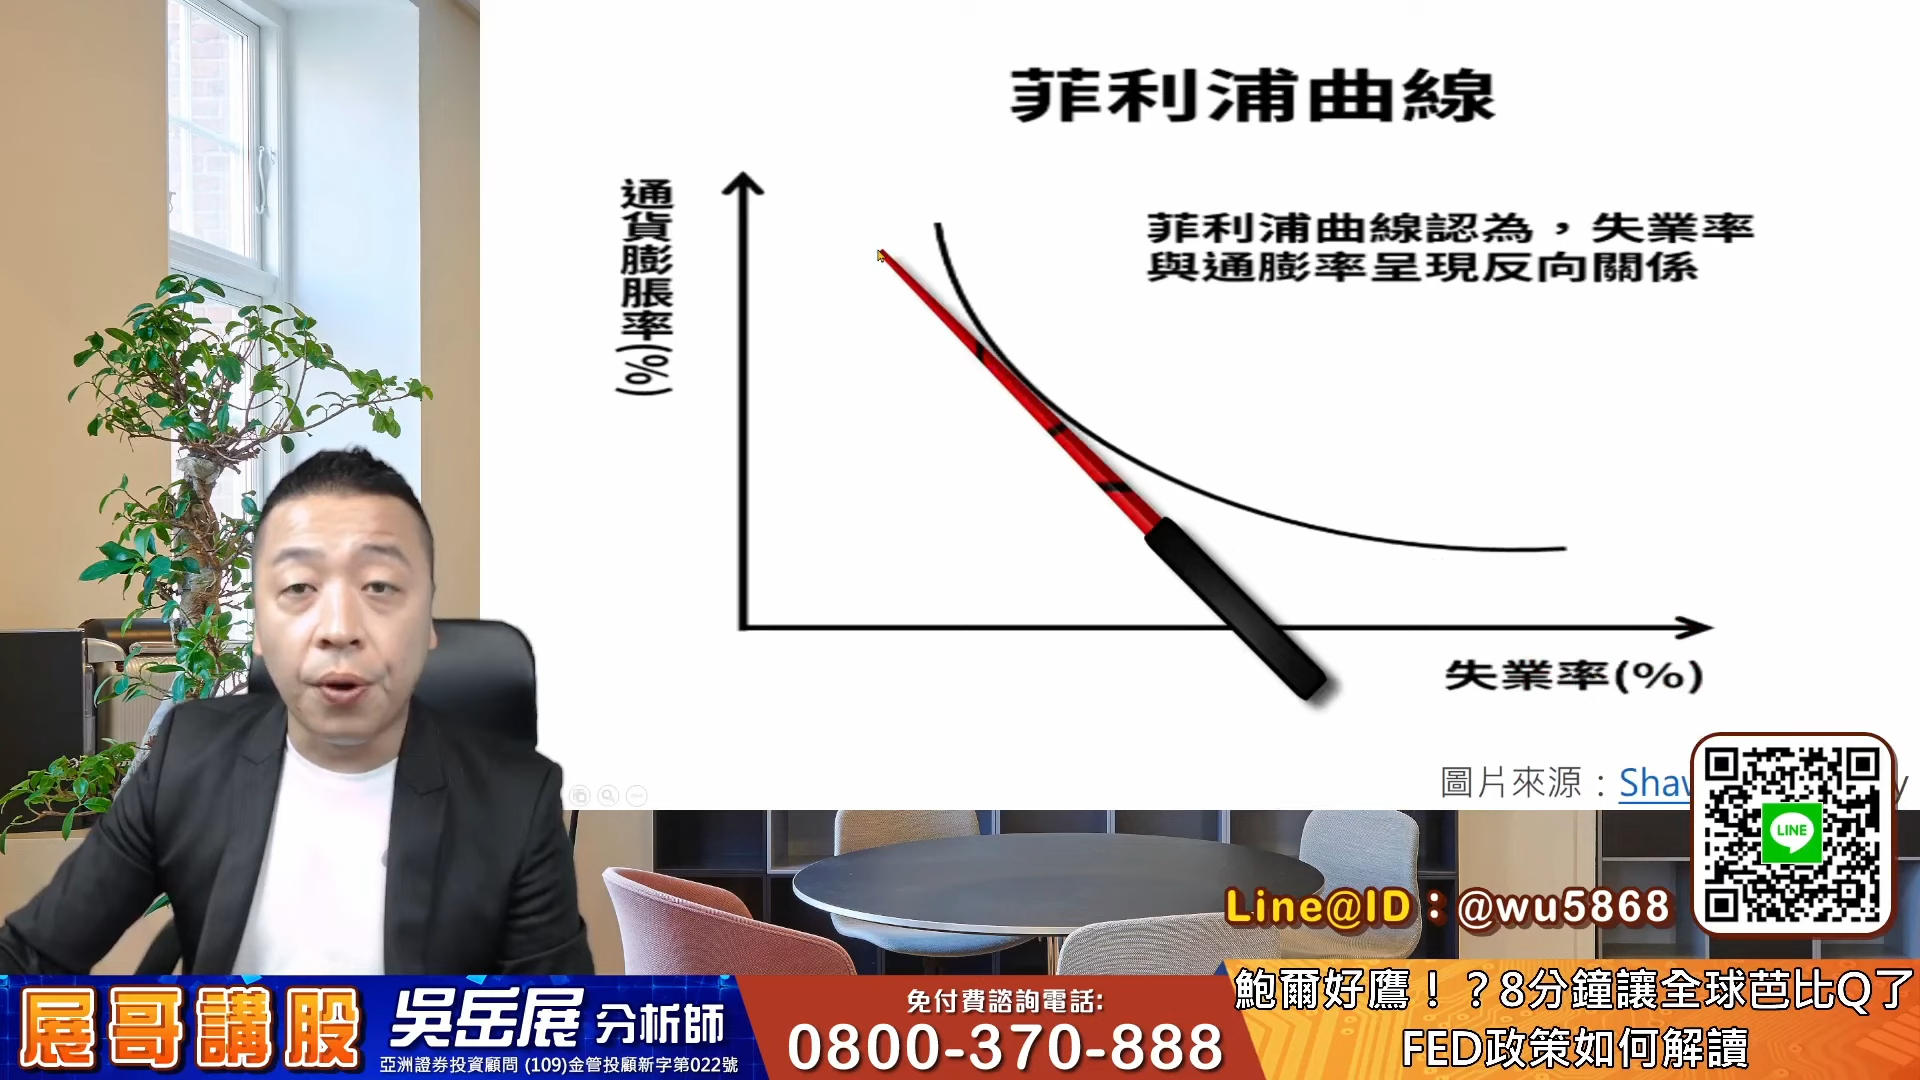 菲利浦曲線
通貨膨脹率(%)
菲利浦曲線認為，失業率
與通膨率呈現反向關係
失業率(%)
圖片來源：
LINE
Line@ID：@wu5868
展哥講股
吳岳展 分析師
亞洲證券投資顧問 (109)金管投顧新字第022號
免付費諮詢電話:
0800-370-888
鮑爾好鷹！？8分鐘讓全球芭比Q了
FED政策如何解讀